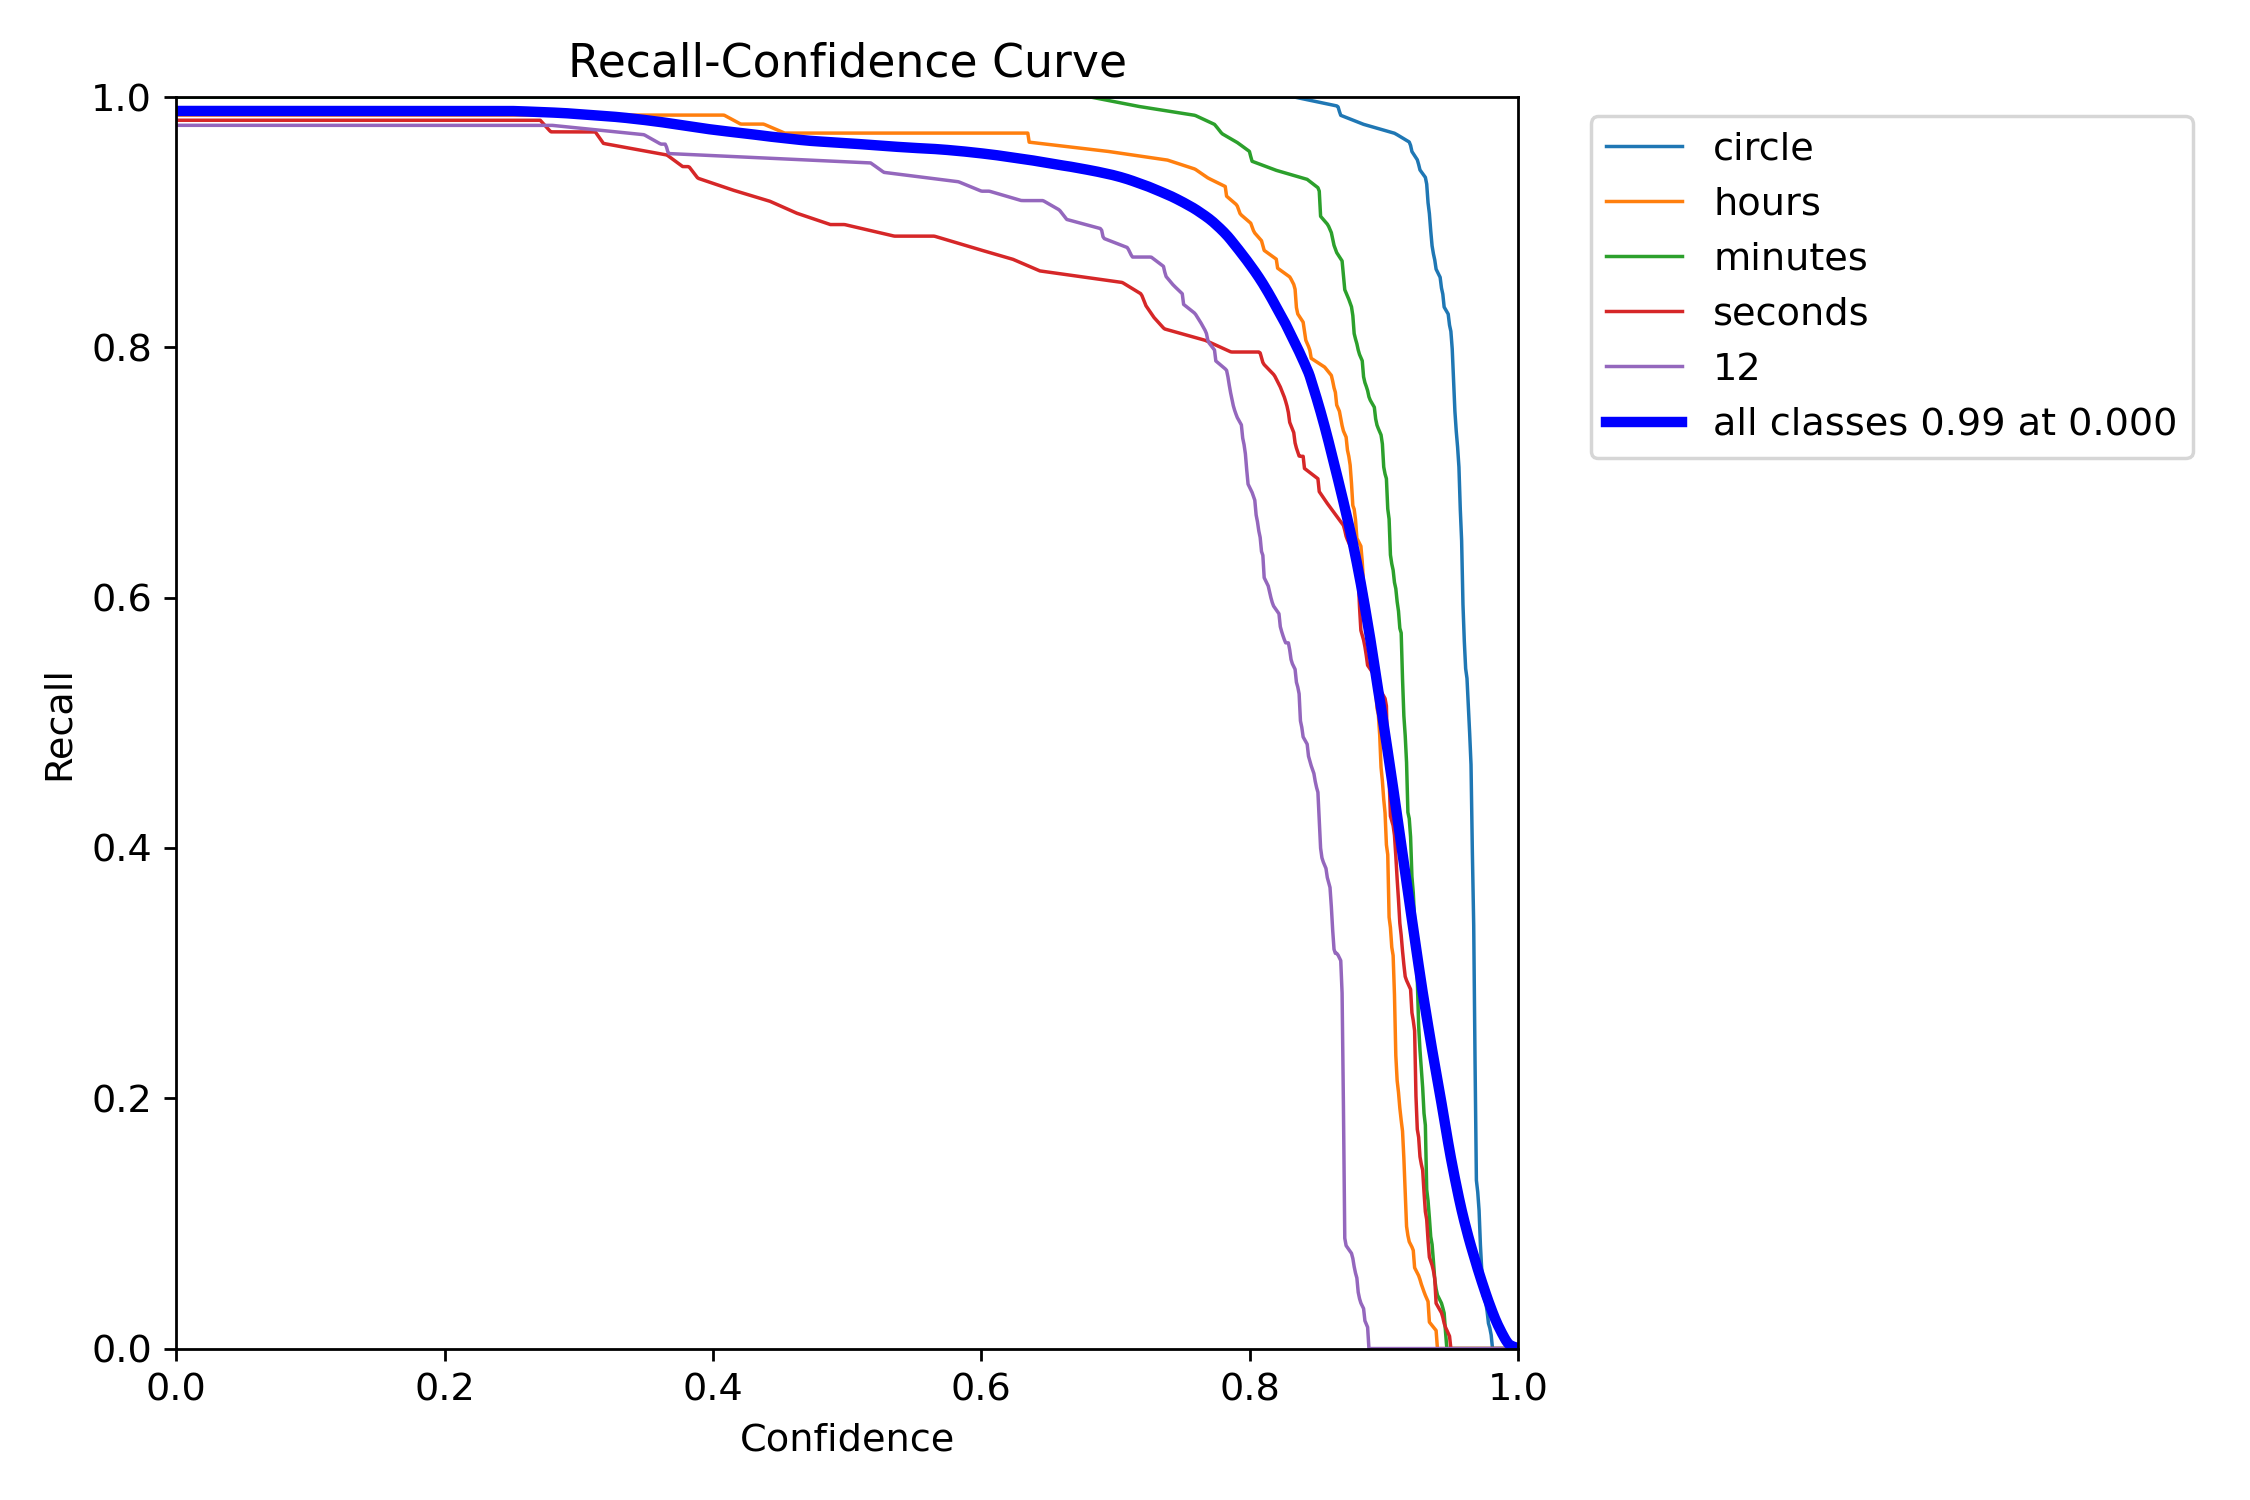 Recall-Confidence Curve
1.0
0.8
0.6
0.4
0.2
0.0
Recall
0.0 0.2 0.4 0.6 0.8 1.0
Confidence
circle
hours
minutes
seconds
12
all classes 0.99 at 0.000